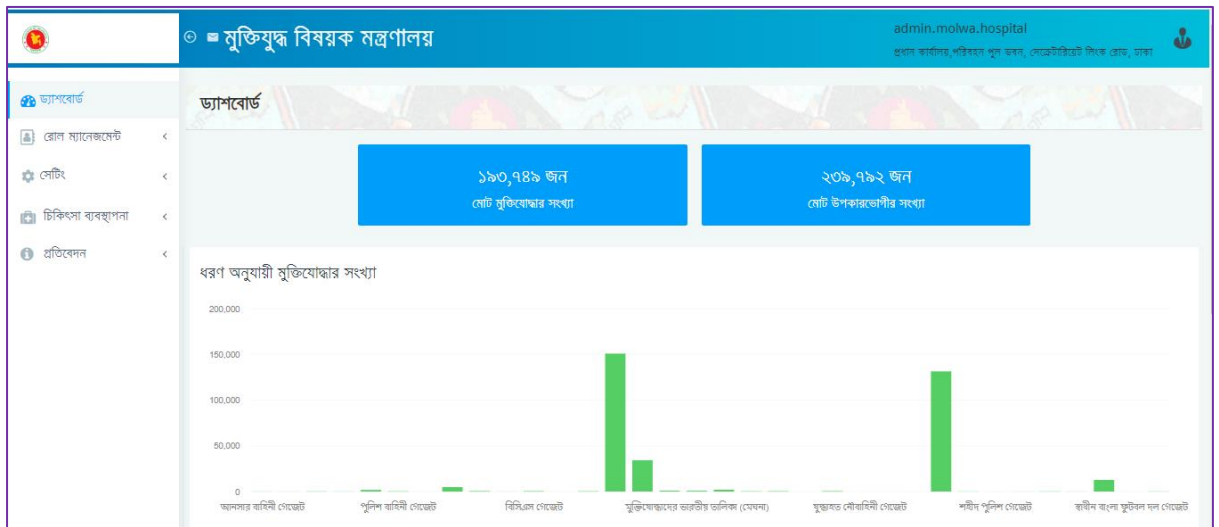 মুক্তিযুদ্ধ বিষয়ক মন্ত্রণালয়
admin.molwa.hospital
প্রধান কার্যালয়,পরিবহন পুল ভবন, সেক্রেটারিয়েট লিংক রোড, ঢাকা
ড্যাশবোর্ড
রোল ম্যানেজমেন্ট
সেটিং
চিকিৎসা ব্যবস্থাপনা
প্রতিবেদন
ড্যাশবোর্ড
১৯৩,৭৪৯ জন
মোট মুক্তিযোদ্ধার সংখ্যা
২৩৯,৭৯২ জন
মোট উপকারভোগীর সংখ্যা
ধরণ অনুযায়ী মুক্তিযোদ্ধার সংখ্যা
200,000
150,000
100,000
50,000
0
আনসার বাহিনী গেজেট
পুলিশ বাহিনী গেজেট
বিসিএস গেজেট
মুক্তিযোদ্ধাদের ভারতীয় তালিকা (মেঘনা)
যুদ্ধাহত নৌবাহিনী গেজেট
শহীদ পুলিশ গেজেট
স্বাধীন বাংলা ফুটবল দল গেজেট